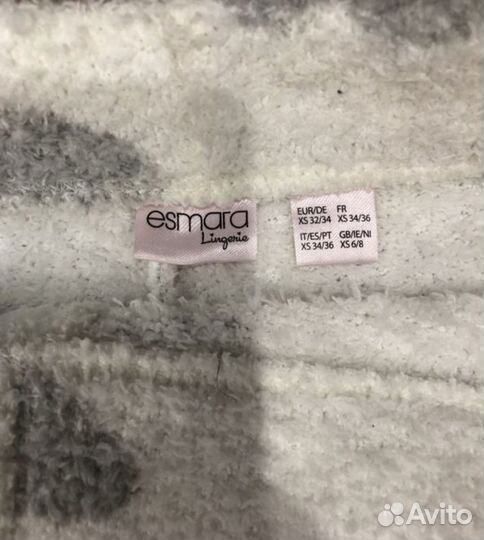 esmara
Lingerie
EUR/DE FR
XS 32/34 XS 34/36
IT/ES/PT GB/IE/NI
XS 34/36 XS 6/8
Avito